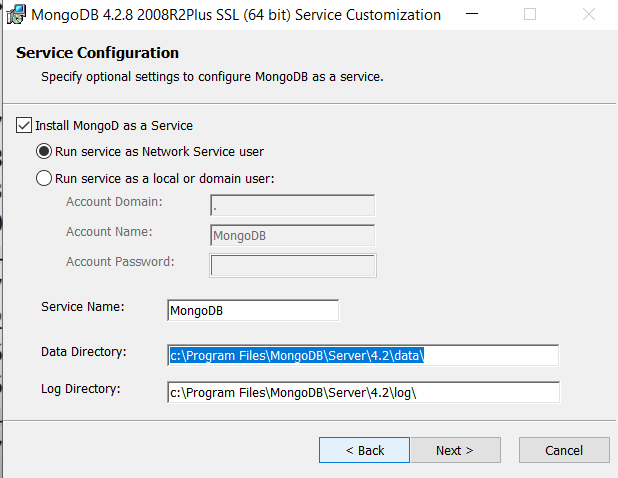 MongoDB 4.2.8 2008R2Plus SSL (64 bit) Service Customization
Service Configuration
Specify optional settings to configure MongoDB as a service.
Install MongoD as a Service
Run service as Network Service user
Run service as a local or domain user:
Account Domain: .
Account Name: MongoDB
Account Password:
Service Name: MongoDB
Data Directory: c:\Program Files\MongoDB\Server\4.2\data\
Log Directory: c:\Program Files\MongoDB\Server\4.2\log\
< Back Next > Cancel